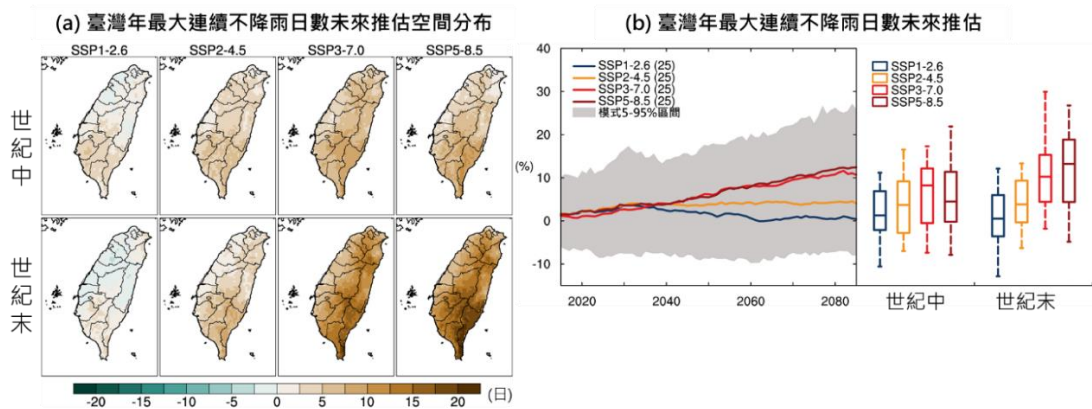 (a) 臺灣年最大連續不降雨日數未來推估空間分布
SSP1-2.6 SSP2-4.5 SSP3-7.0 SSP5-8.5
世紀中
世紀末
-20 -15 -10 -5 0 5 10 15 20 (日)
(b) 臺灣年最大連續不降雨日數未來推估
40
30
20
10
0
-10
(%)
SSP1-2.6 (25)
SSP2-4.5 (25)
SSP3-7.0 (25)
SSP5-8.5 (25)
模式5-95%區間
2020 2040 2060 2080
SSP1-2.6
SSP2-4.5
SSP3-7.0
SSP5-8.5
世紀中 世紀末